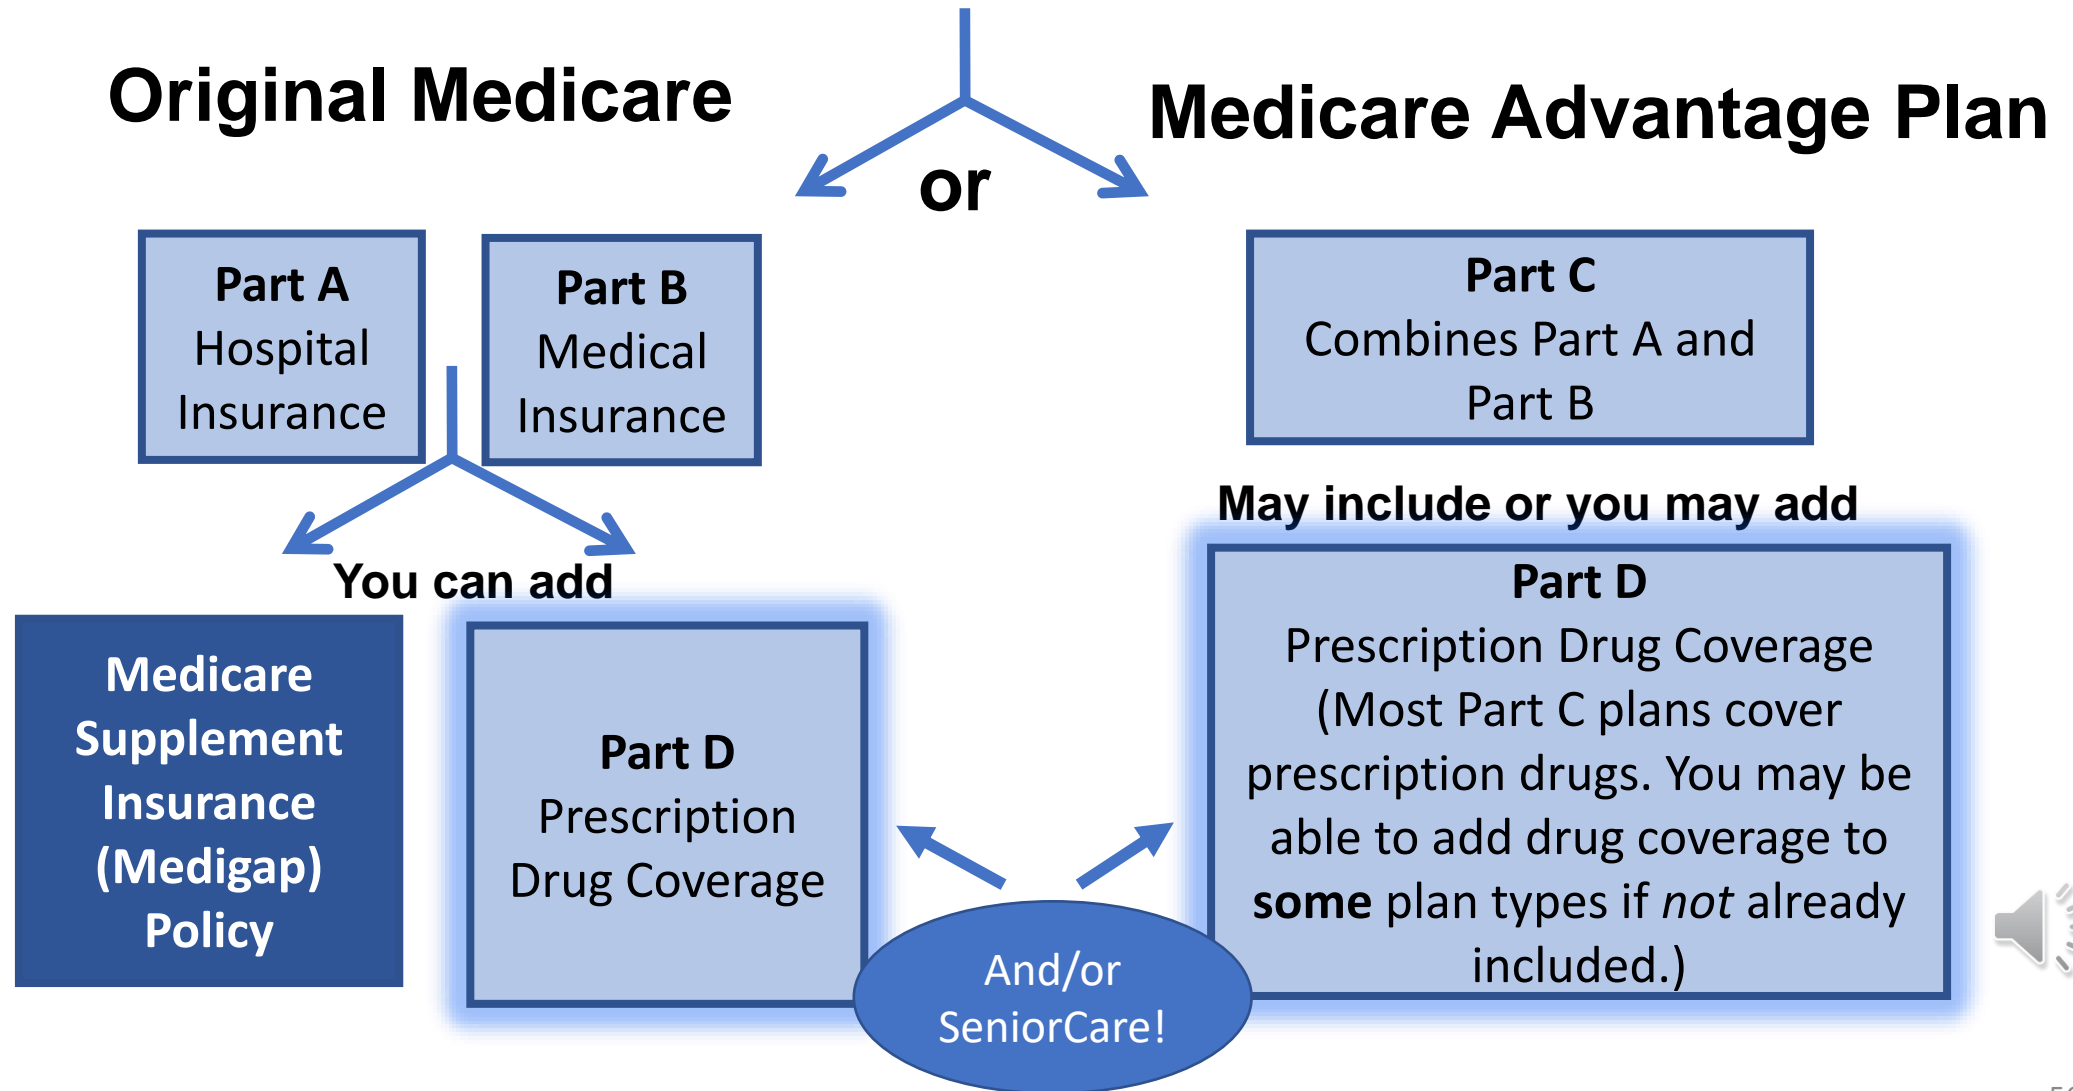 Original Medicare
or
Medicare Advantage Plan
Part A
Hospital
Insurance
Part B
Medical
Insurance
You can add
Medicare
Supplement
Insurance
(Medigap)
Policy
Part D
Prescription
Drug Coverage
Part C
Combines Part A and
Part B
May include or you may add
Part D
Prescription Drug Coverage
(Most Part C plans cover
prescription drugs. You may be
able to add drug coverage to
some plan types if not already
included.)
And/or
SeniorCare!